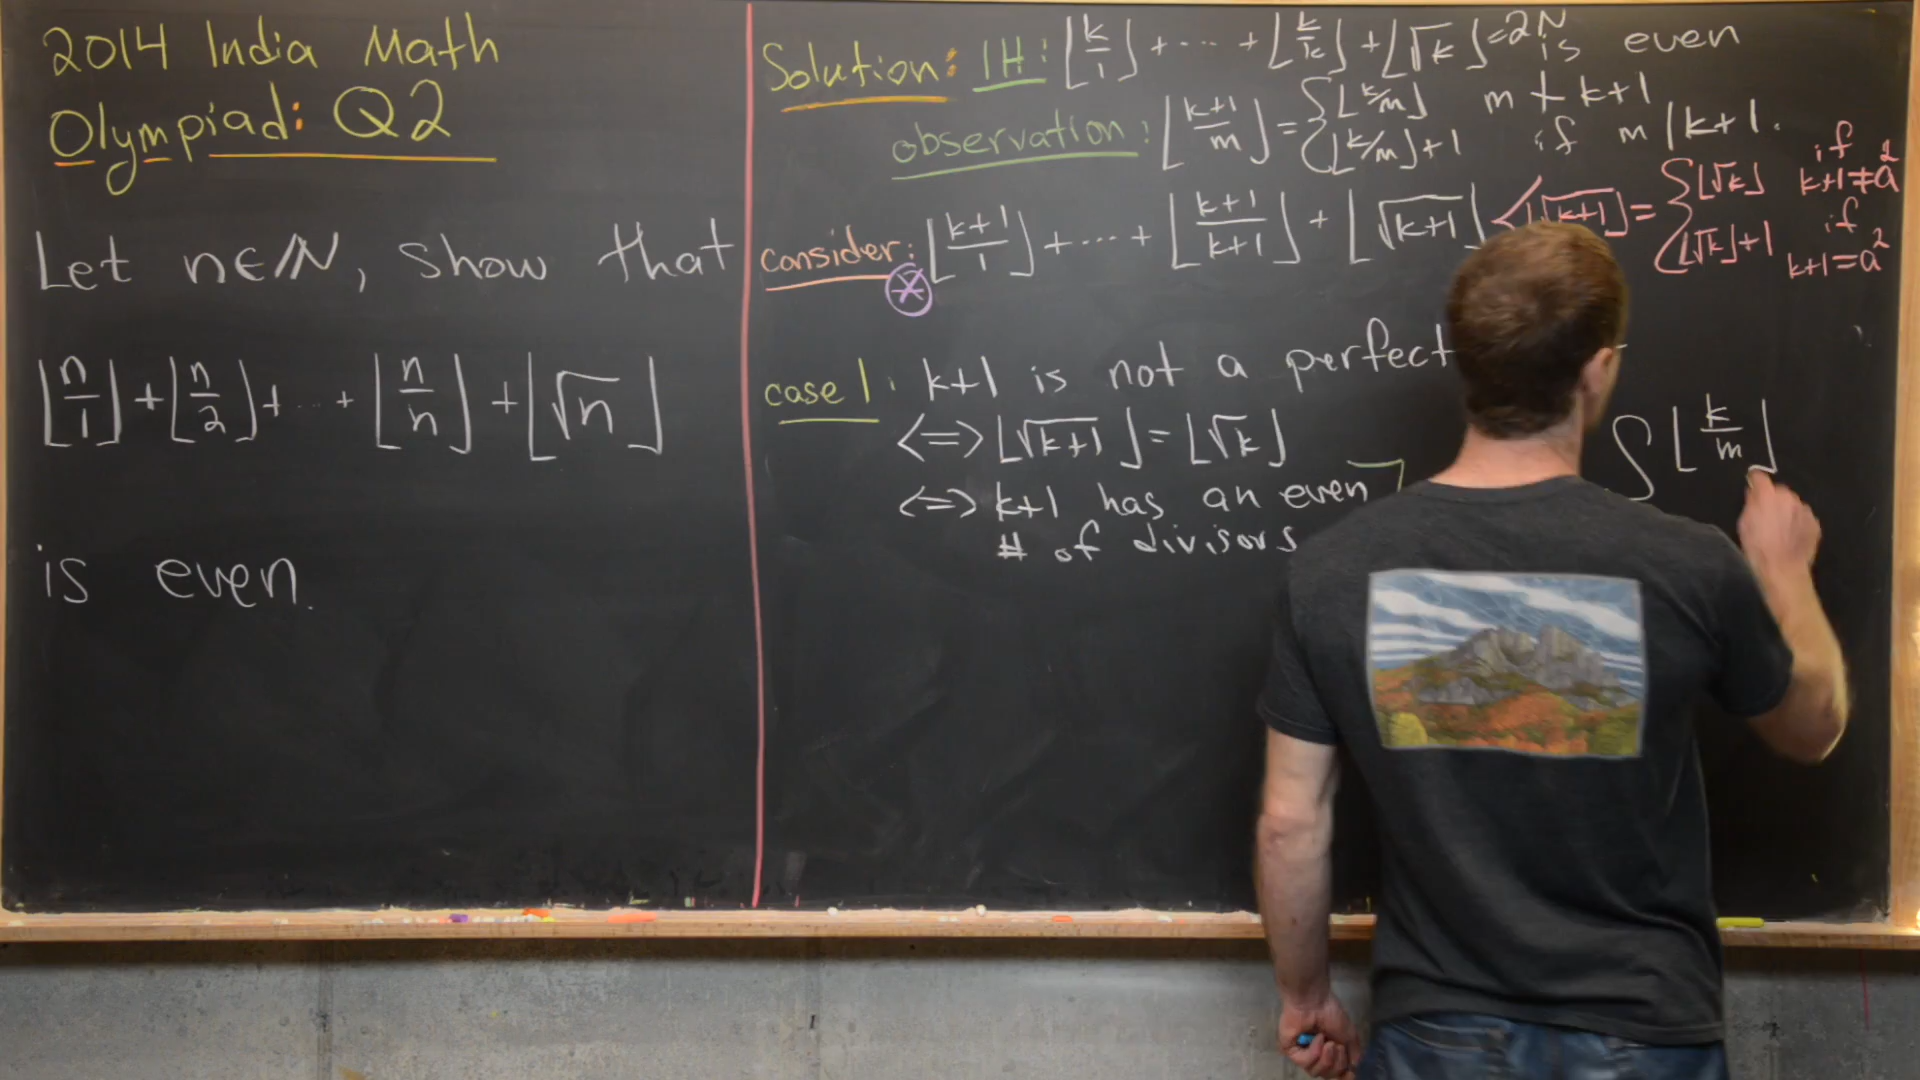 2014 India Math
Olympiad: Q2
Let n∈ℕ, show that
⌊n/1⌋+⌊n/2⌋+...+⌊n/n⌋+⌊√n⌋
is even.
Solution: IH: ⌊k/1⌋+...+⌊k/k⌋+⌊√k⌋=2N is even
observation: ⌊(k+1)/m⌋={⌊k/m⌋ m∤k+1
⌊k/m⌋+1 if m|k+1.
consider: ⌊(k+1)/1⌋+...+⌊(k+1)/(k+1)⌋+⌊√(k+1)⌋
⌊√(k+1)⌋={⌊√k⌋ if k+1≠a²
⌊√k⌋+1 if k+1=a²
case 1: k+1 is not a perfect
<=>⌊√(k+1)⌋=⌊√k⌋
<=> k+1 has an even
# of divisors
{⌊k/m⌋